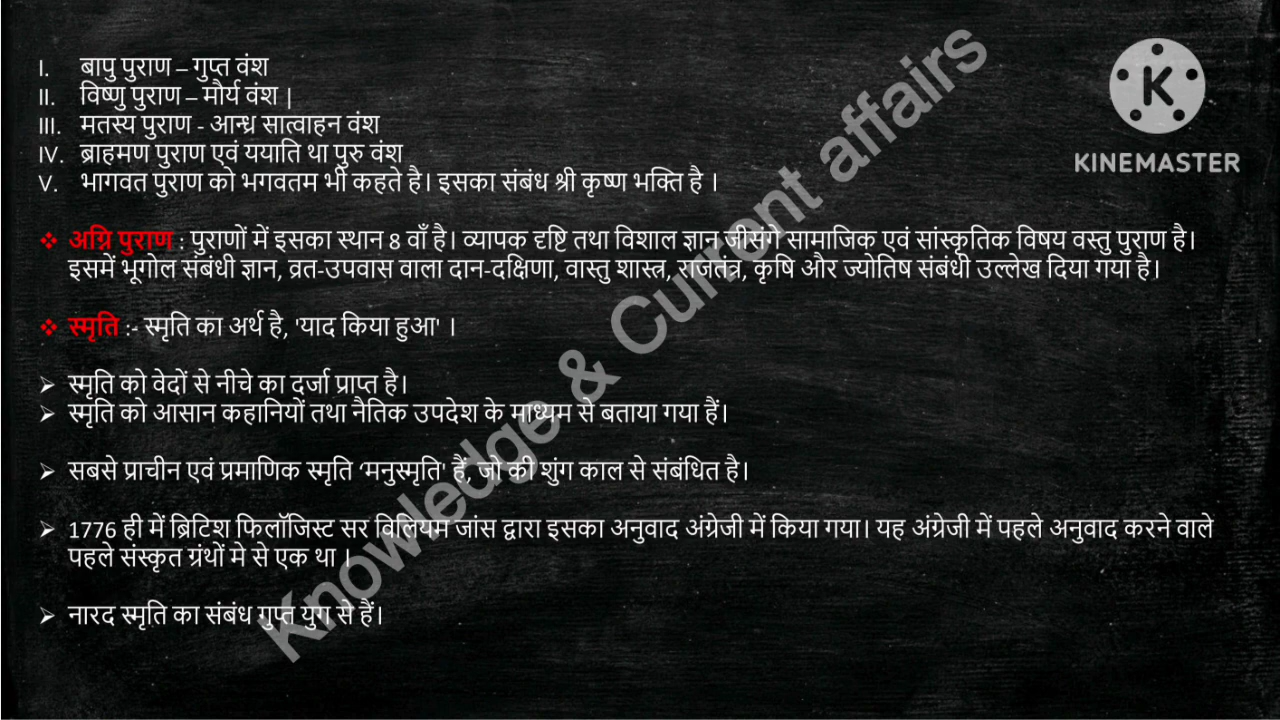 I. बापु पुराण – गुप्त वंश
II. विष्णु पुराण – मौर्य वंश |
III. मतस्य पुराण - आन्ध्र सात्वाहन वंश
IV. ब्राहमण पुराण एवं ययाति था पुरु वंश
V. भागवत पुराण को भगवतम भी कहते है। इसका संबंध श्री कृष्ण भक्ति है ।
❖ अग्नि पुराण : पुराणों में इसका स्थान 8 वाँ है। व्यापक दृष्टि तथा विशाल ज्ञान जीसमें सामाजिक एवं सांस्कृतिक विषय वस्तु पुराण है।
इसमें भूगोल संबंधी ज्ञान, व्रत-उपवास वाला दान-दक्षिणा, वास्तु शास्त्र, राजतंत्र, कृषि और ज्योतिष संबंधी उल्लेख दिया गया है।
❖ स्मृति :- स्मृति का अर्थ है, 'याद किया हुआ' ।
➢ स्मृति को वेदों से नीचे का दर्जा प्राप्त है।
➢ स्मृति को आसान कहानियों तथा नैतिक उपदेश के माध्यम से बताया गया हैं।
➢ सबसे प्राचीन एवं प्रमाणिक स्मृति ‘मनुस्मृति' हैं, जो की शुंग काल से संबंधित है।
➢ 1776 ही में ब्रिटिश फिलॉजिस्ट सर विलियम जांस द्वारा इसका अनुवाद अंग्रेजी में किया गया। यह अंग्रेजी में पहले अनुवाद करने वाले
पहले संस्कृत ग्रंथों मे से एक था ।
➢ नारद स्मृति का संबंध गुप्त युग से हैं।
Knowledge & Current affairs
K
KINEMASTER